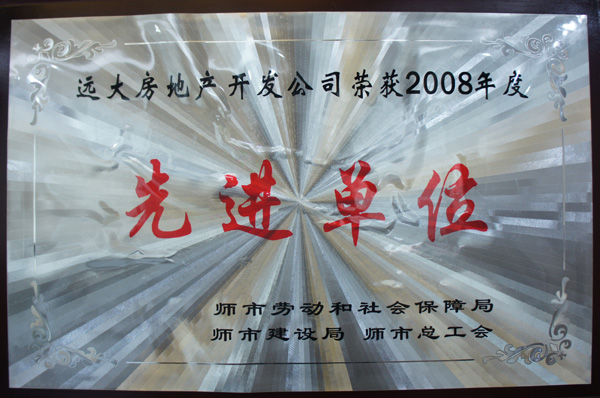 远大房地产开发公司荣获2008年度
先进单位
师市劳动和社会保障局
师市建设局 师市总工会